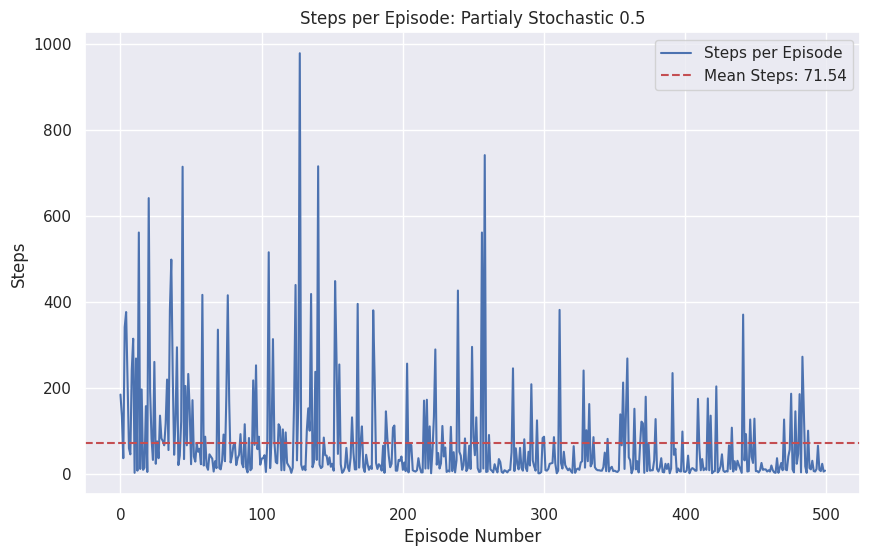 Steps per Episode: Partialy Stochastic 0.5
Steps per Episode
Mean Steps: 71.54
1000
800
600
400
200
0
Steps
0 100 200 300 400 500
Episode Number